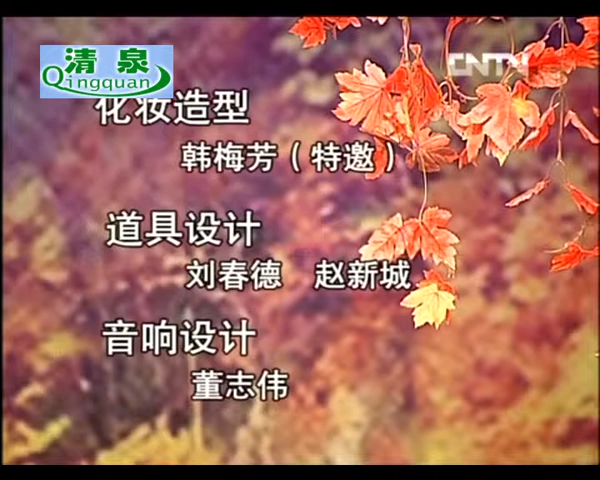 清泉
Qingquan
CNTV
化妆造型
韩梅芳（特邀）
道具设计
刘春德 赵新城
音响设计
董志伟